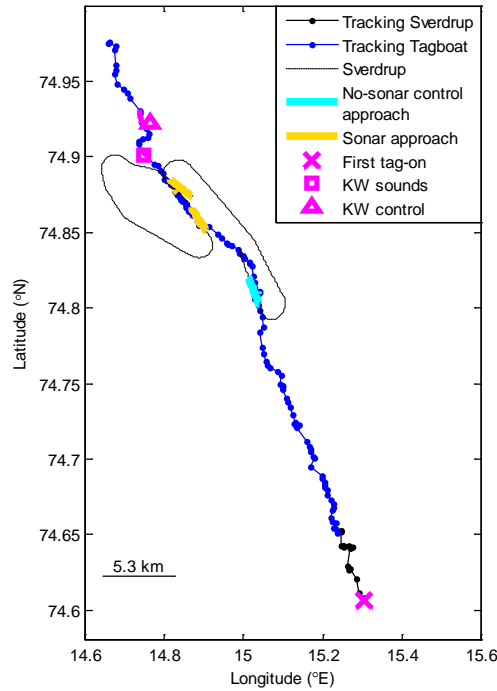 Tracking Sverdrup
Tracking Tagboat
Sverdrup
No-sonar control
approach
Sonar approach
First tag-on
KW sounds
KW control
74.95
74.9
74.85
74.8
74.75
74.7
74.65
74.6
Latitude (°N)
5.3 km
14.6 14.8 15 15.2 15.4 15.6
Longitude (°E)